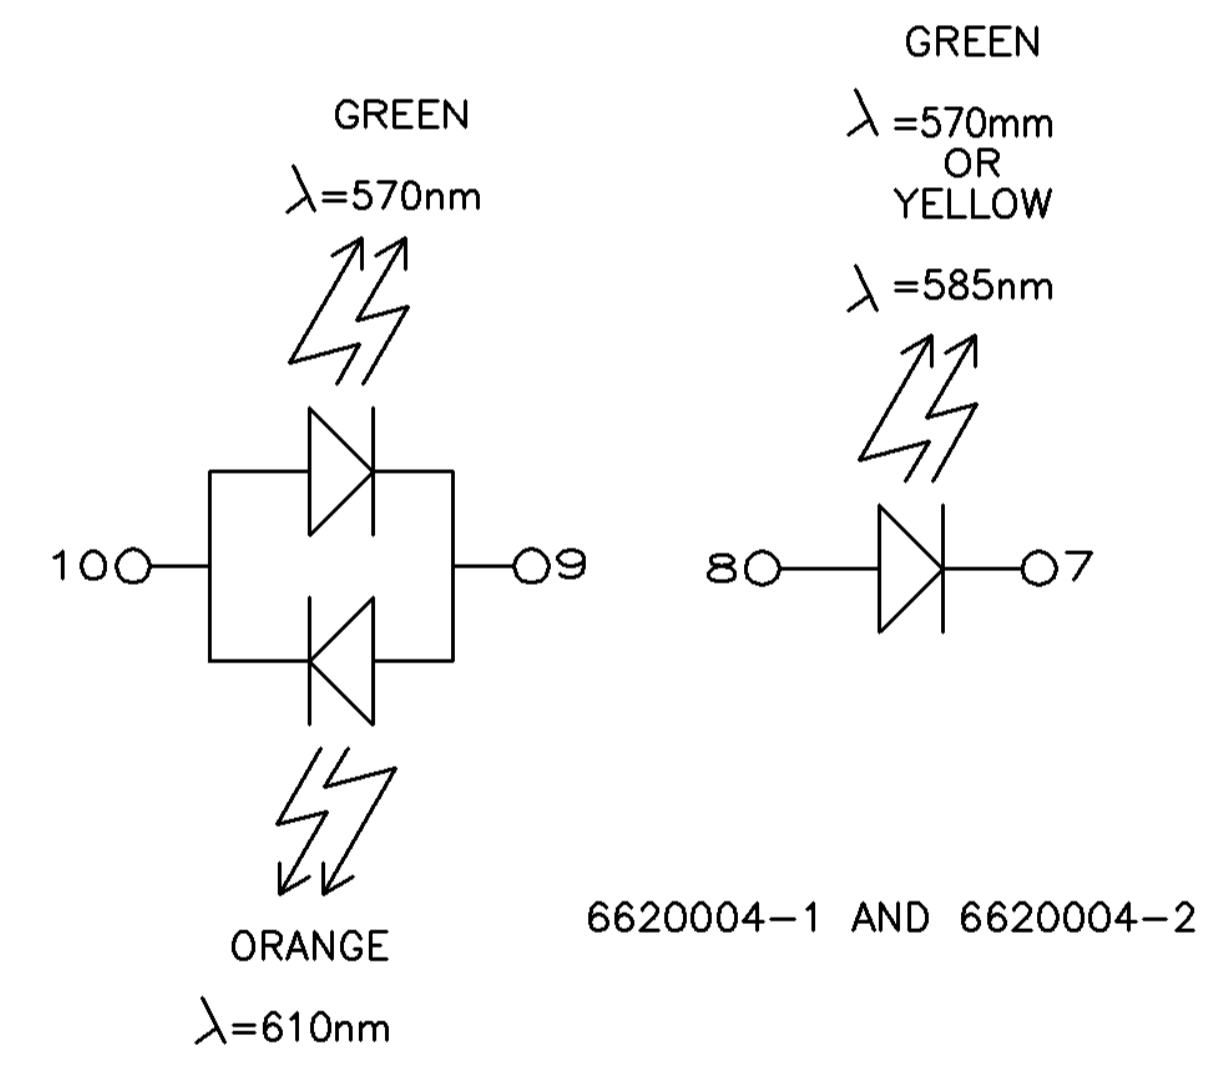 GREEN
λ=570nm
10
9
ORANGE
λ=610nm
GREEN
λ=570mm
OR
YELLOW
λ=585nm
8
7
6620004-1 AND 6620004-2